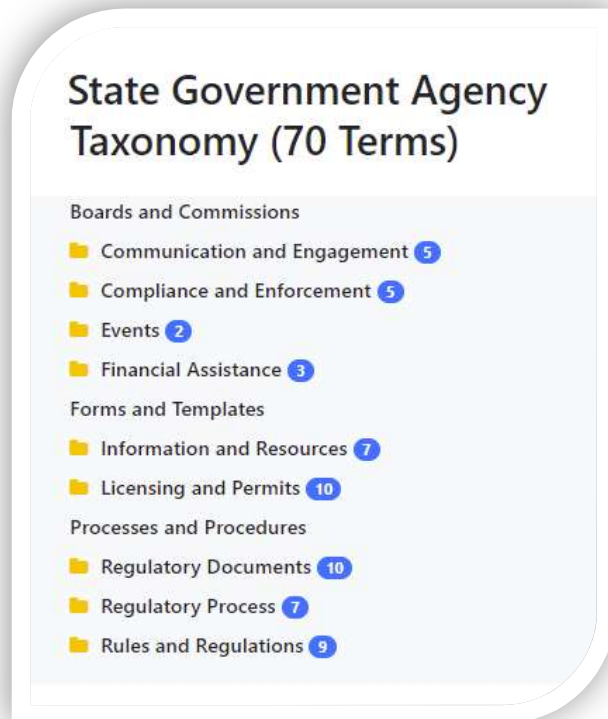 State Government Agency
Taxonomy (70 Terms)
Boards and Commissions
Communication and Engagement 5
Compliance and Enforcement 5
Events 2
Financial Assistance 3
Forms and Templates
Information and Resources 7
Licensing and Permits 10
Processes and Procedures
Regulatory Documents 10
Regulatory Process 7
Rules and Regulations 9